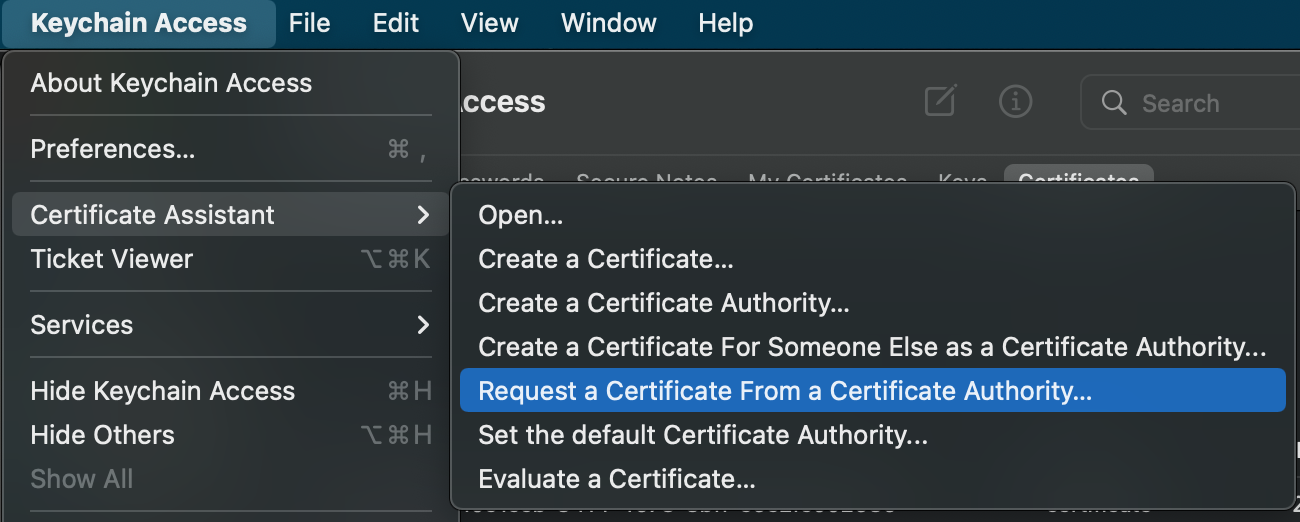 Keychain Access File Edit View Window Help
About Keychain Access
Access
Search
Preferences... ⌘ ,
Secure Notes My Certificates Keys Certificates
Certificate Assistant
Ticket Viewer ⌥⌘K
Services
Hide Keychain Access ⌘H
Hide Others ⌥⌘H
Show All
Open...
Create a Certificate...
Create a Certificate Authority...
Create a Certificate For Someone Else as a Certificate Authority...
Request a Certificate From a Certificate Authority...
Set the default Certificate Authority...
Evaluate a Certificate...
certificate